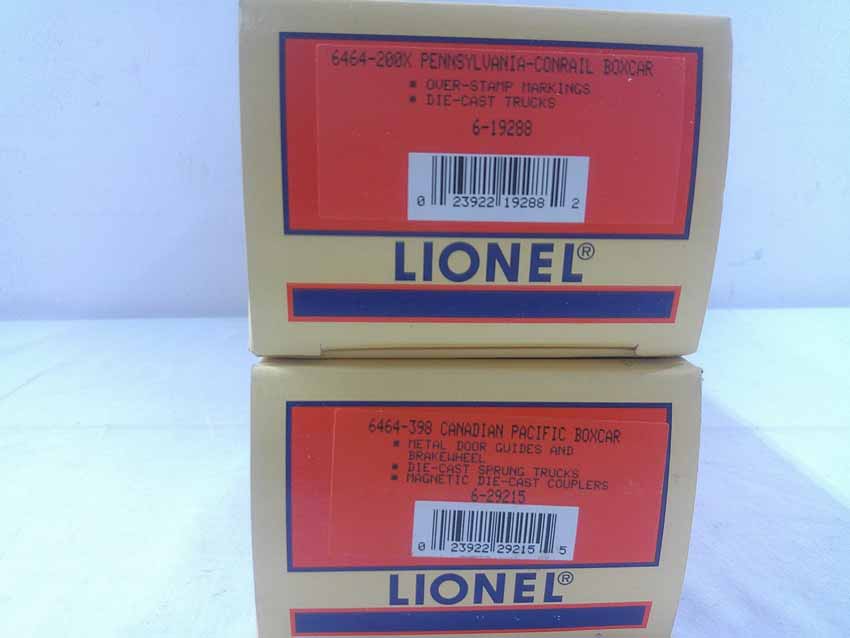 6464-200X PENNSYLVANIA-CONRAIL BOXCAR
▪ OVER-STAMP MARKINGS
▪ DIE-CAST TRUCKS
6-19288
0 23922 19288 2
LIONEL®
6464-398 CANADIAN PACIFIC BOXCAR
▪ METAL DOOR GUIDES AND
BRAKEWHEEL
▪ DIE-CAST SPRUNG TRUCKS
▪ MAGNETIC DIE-CAST COUPLERS
6-29215
0 23922 29215 5
LIONEL®